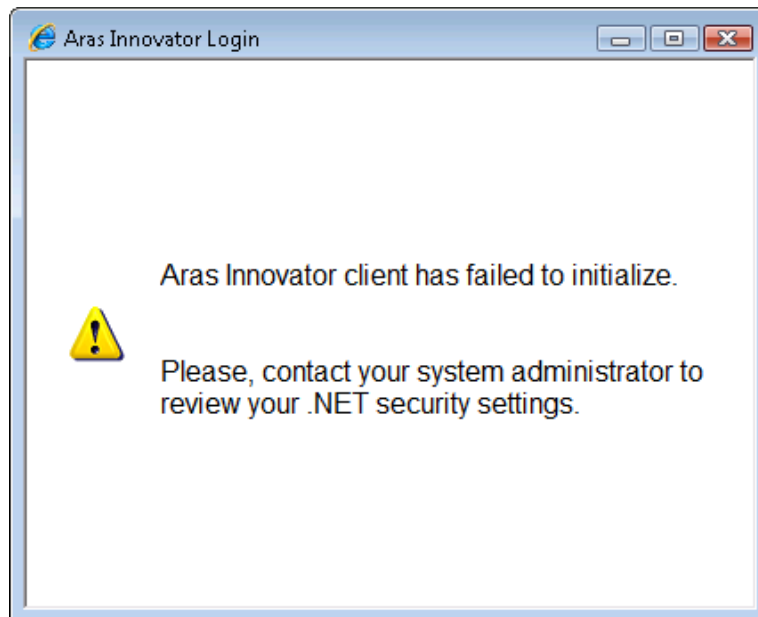 Aras Innovator Login
Aras Innovator client has failed to initialize.
Please, contact your system administrator to
review your .NET security settings.